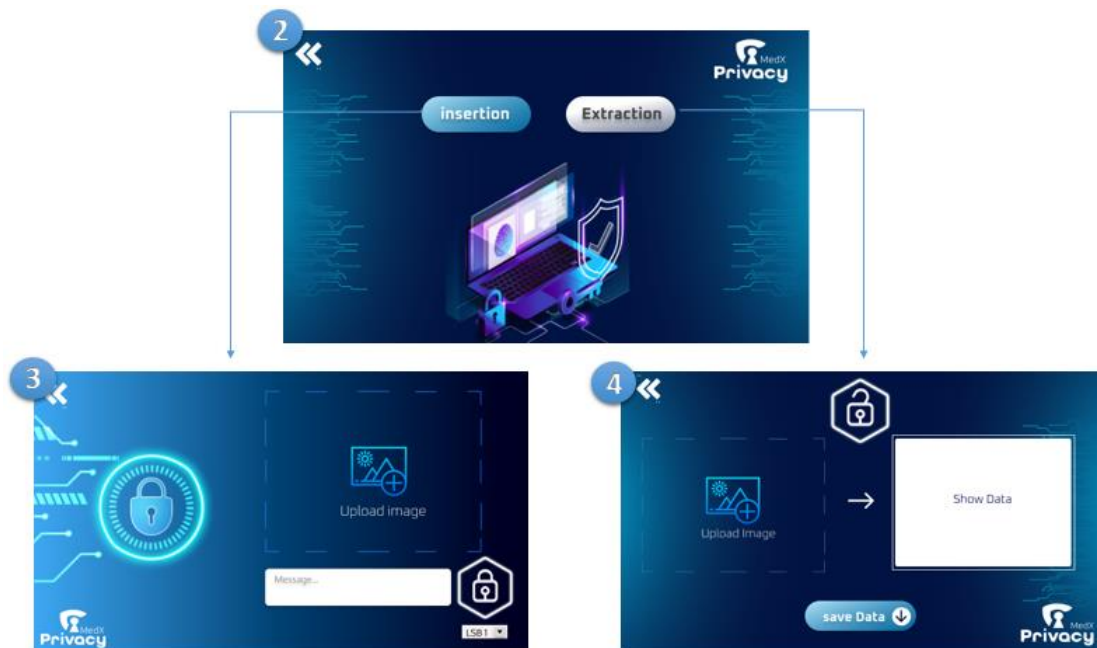 2
MedX
Privacy
insertion
Extraction
3
Upload image
Message...
LSB1
MedX
Privacy
4
Upload Image
Show Data
save Data
MedX
Privacy